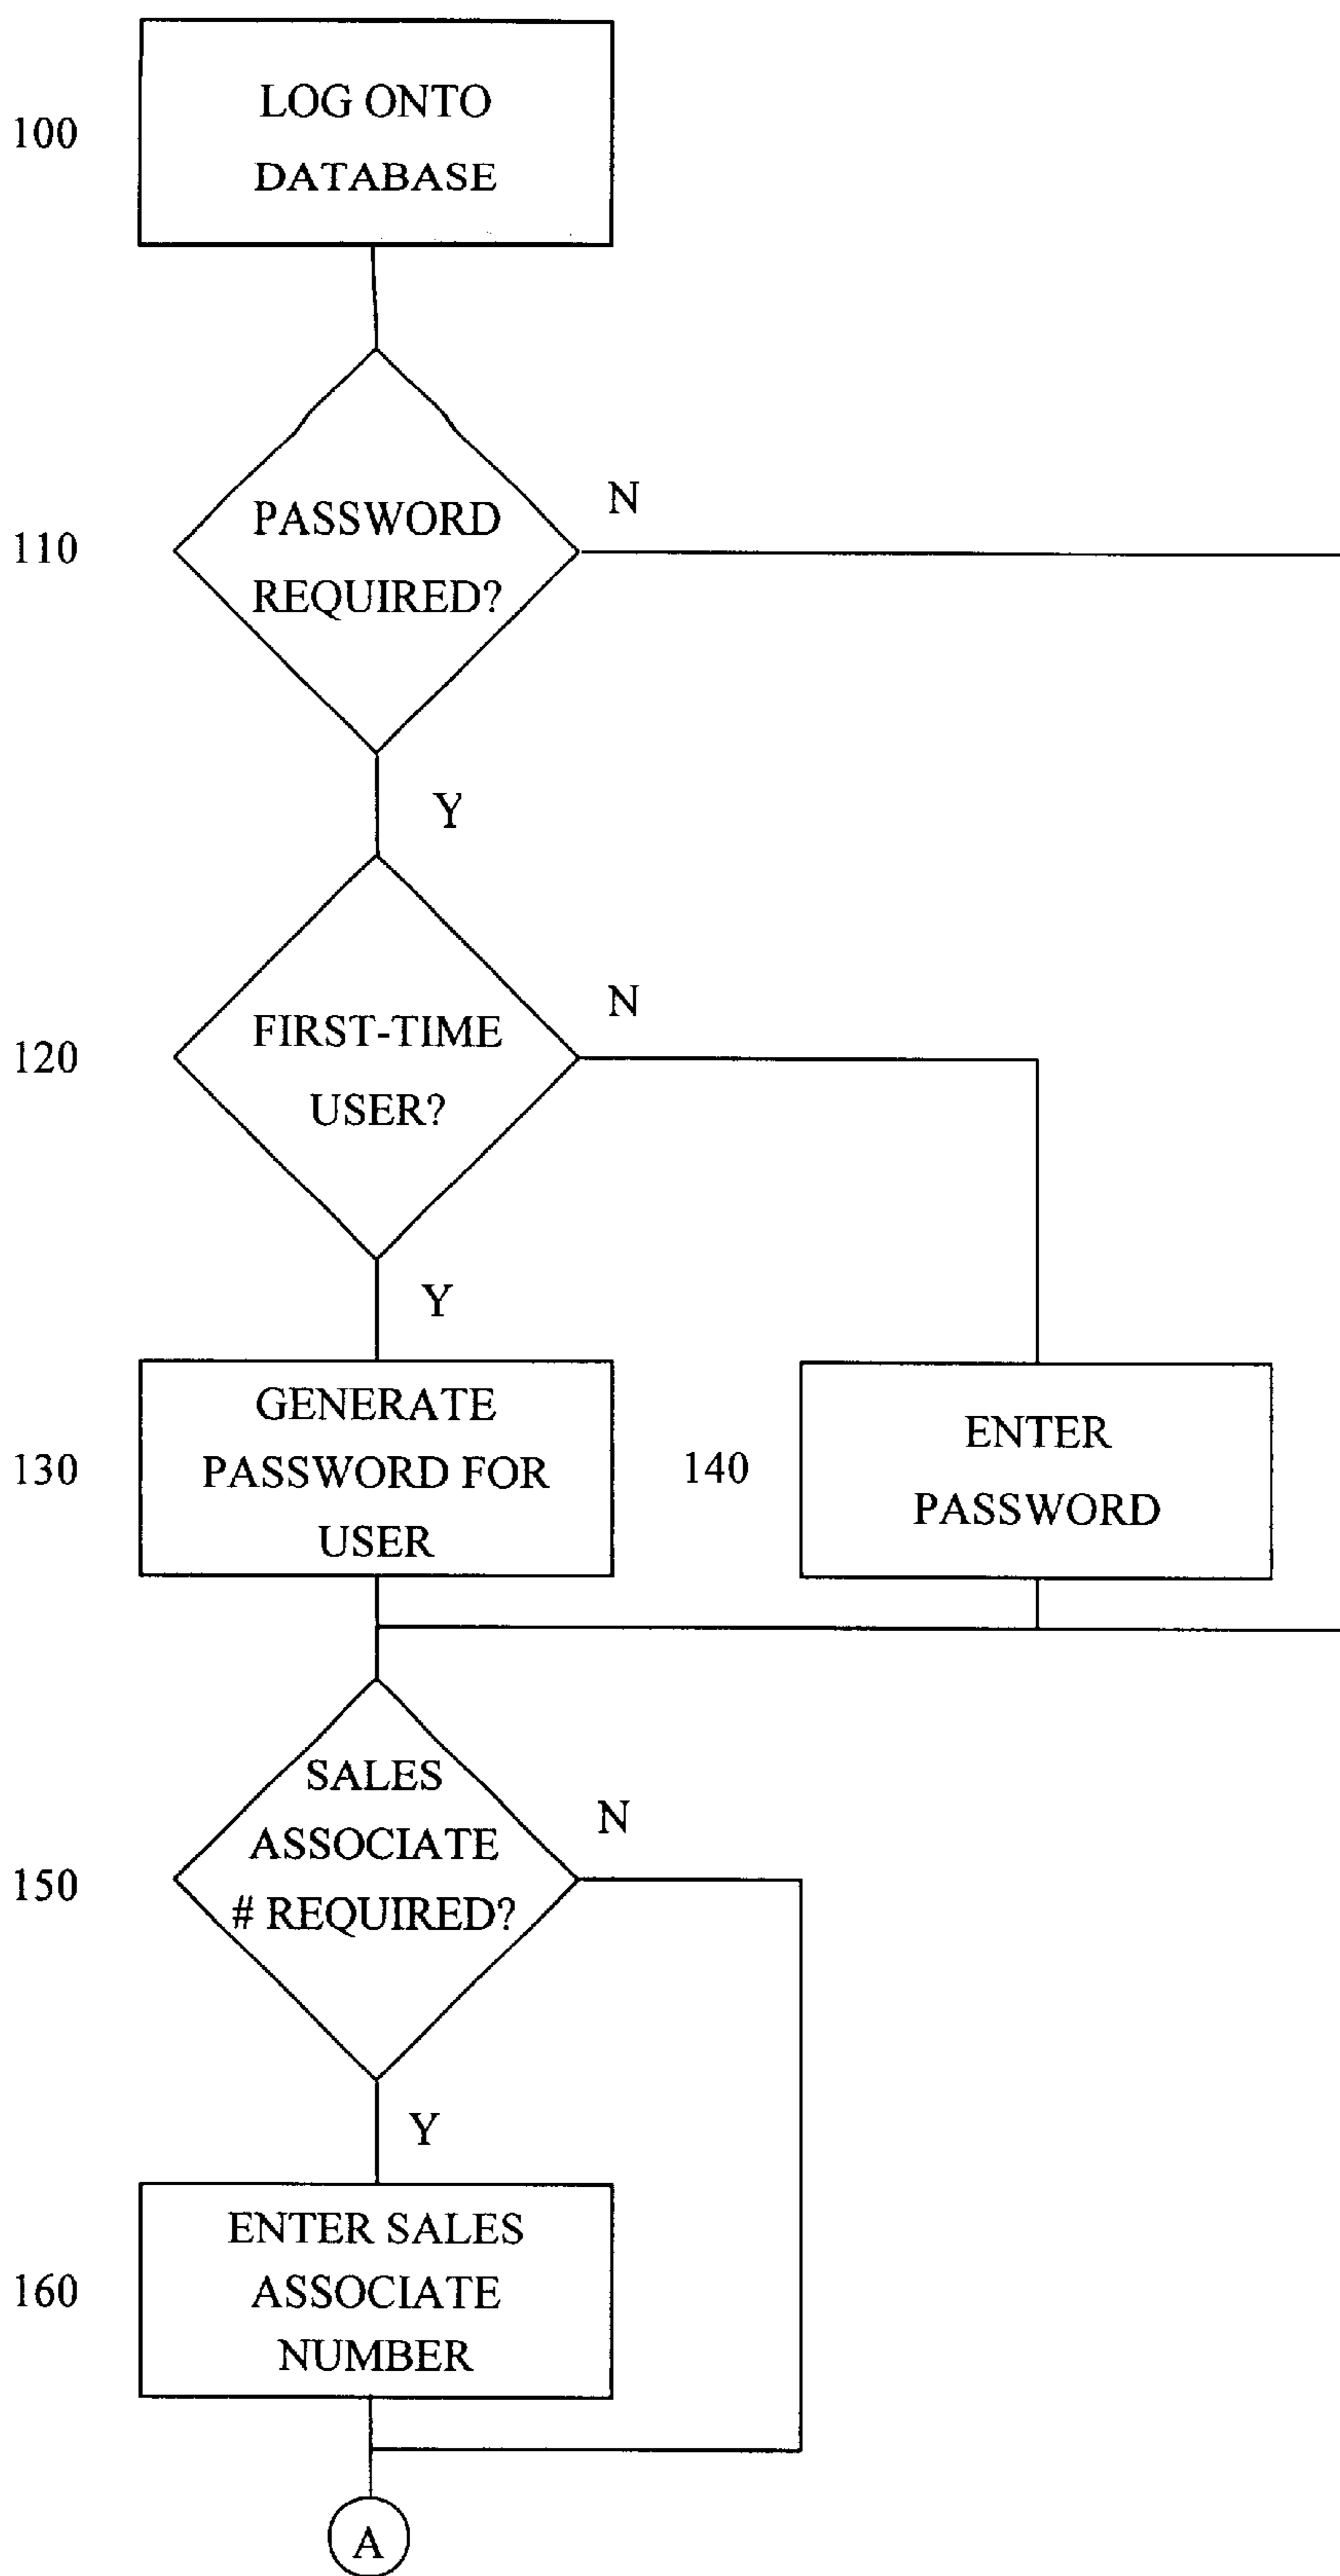 100
LOG ONTO
DATABASE
110
PASSWORD
REQUIRED?
N
Y
120
FIRST-TIME
USER?
N
Y
130
GENERATE
PASSWORD FOR
USER
140
ENTER
PASSWORD
150
SALES
ASSOCIATE
# REQUIRED?
N
Y
160
ENTER SALES
ASSOCIATE
NUMBER
A